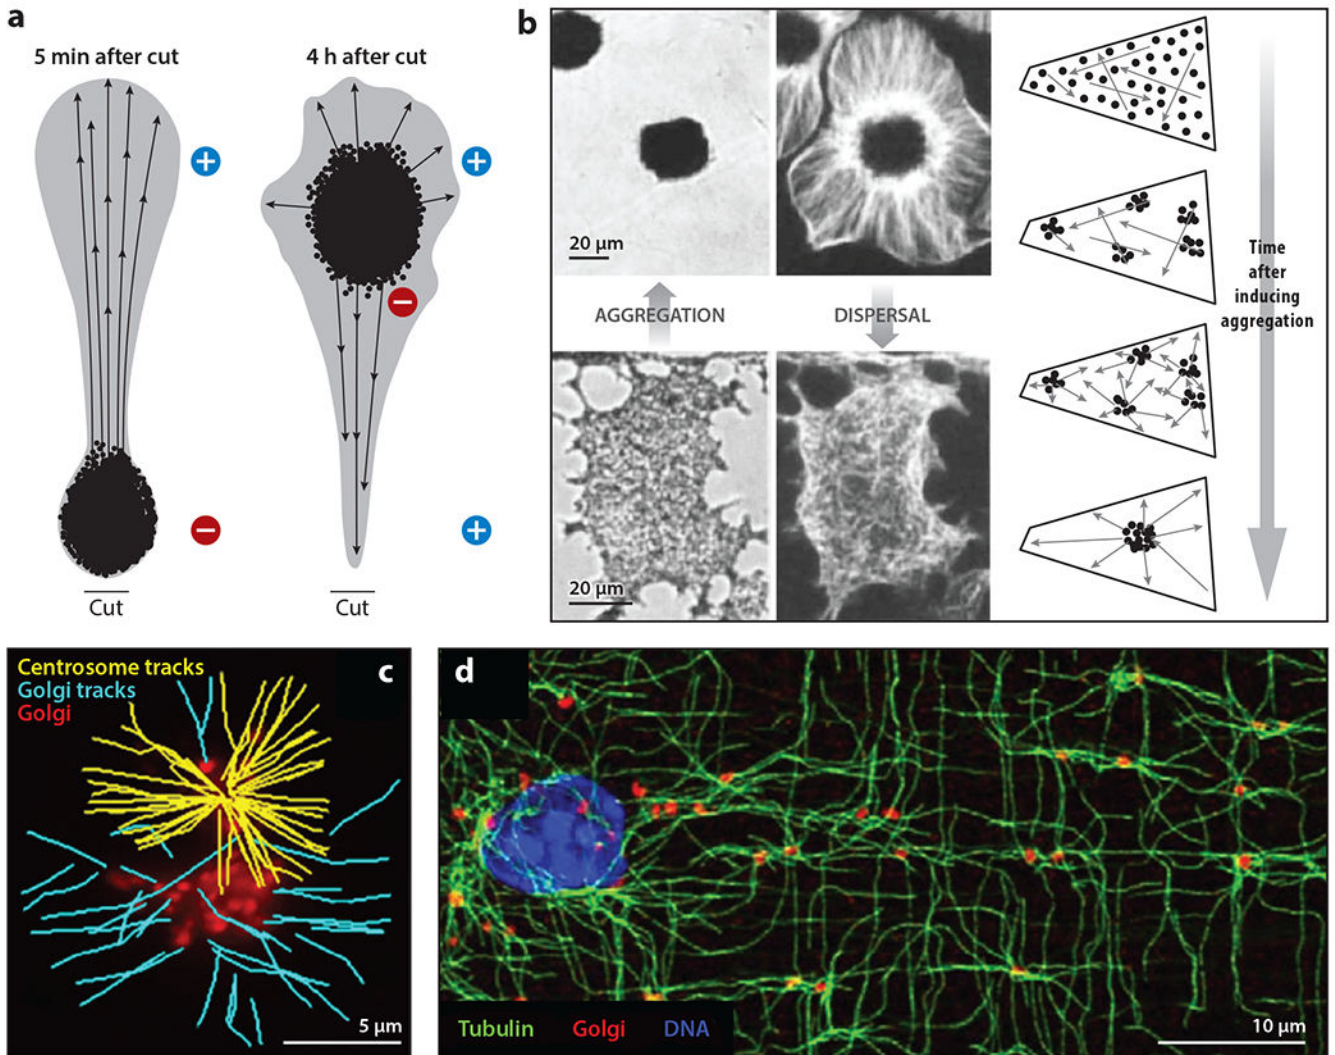 a
5 min after cut
4 h after cut
+
+
−
−
+
Cut
Cut
b
20 μm
AGGREGATION
DISPERSAL
20 μm
Time
after
inducing
aggregation
Centrosome tracks
Golgi tracks
Golgi
c
5 μm
d
Tubulin Golgi DNA
10 μm